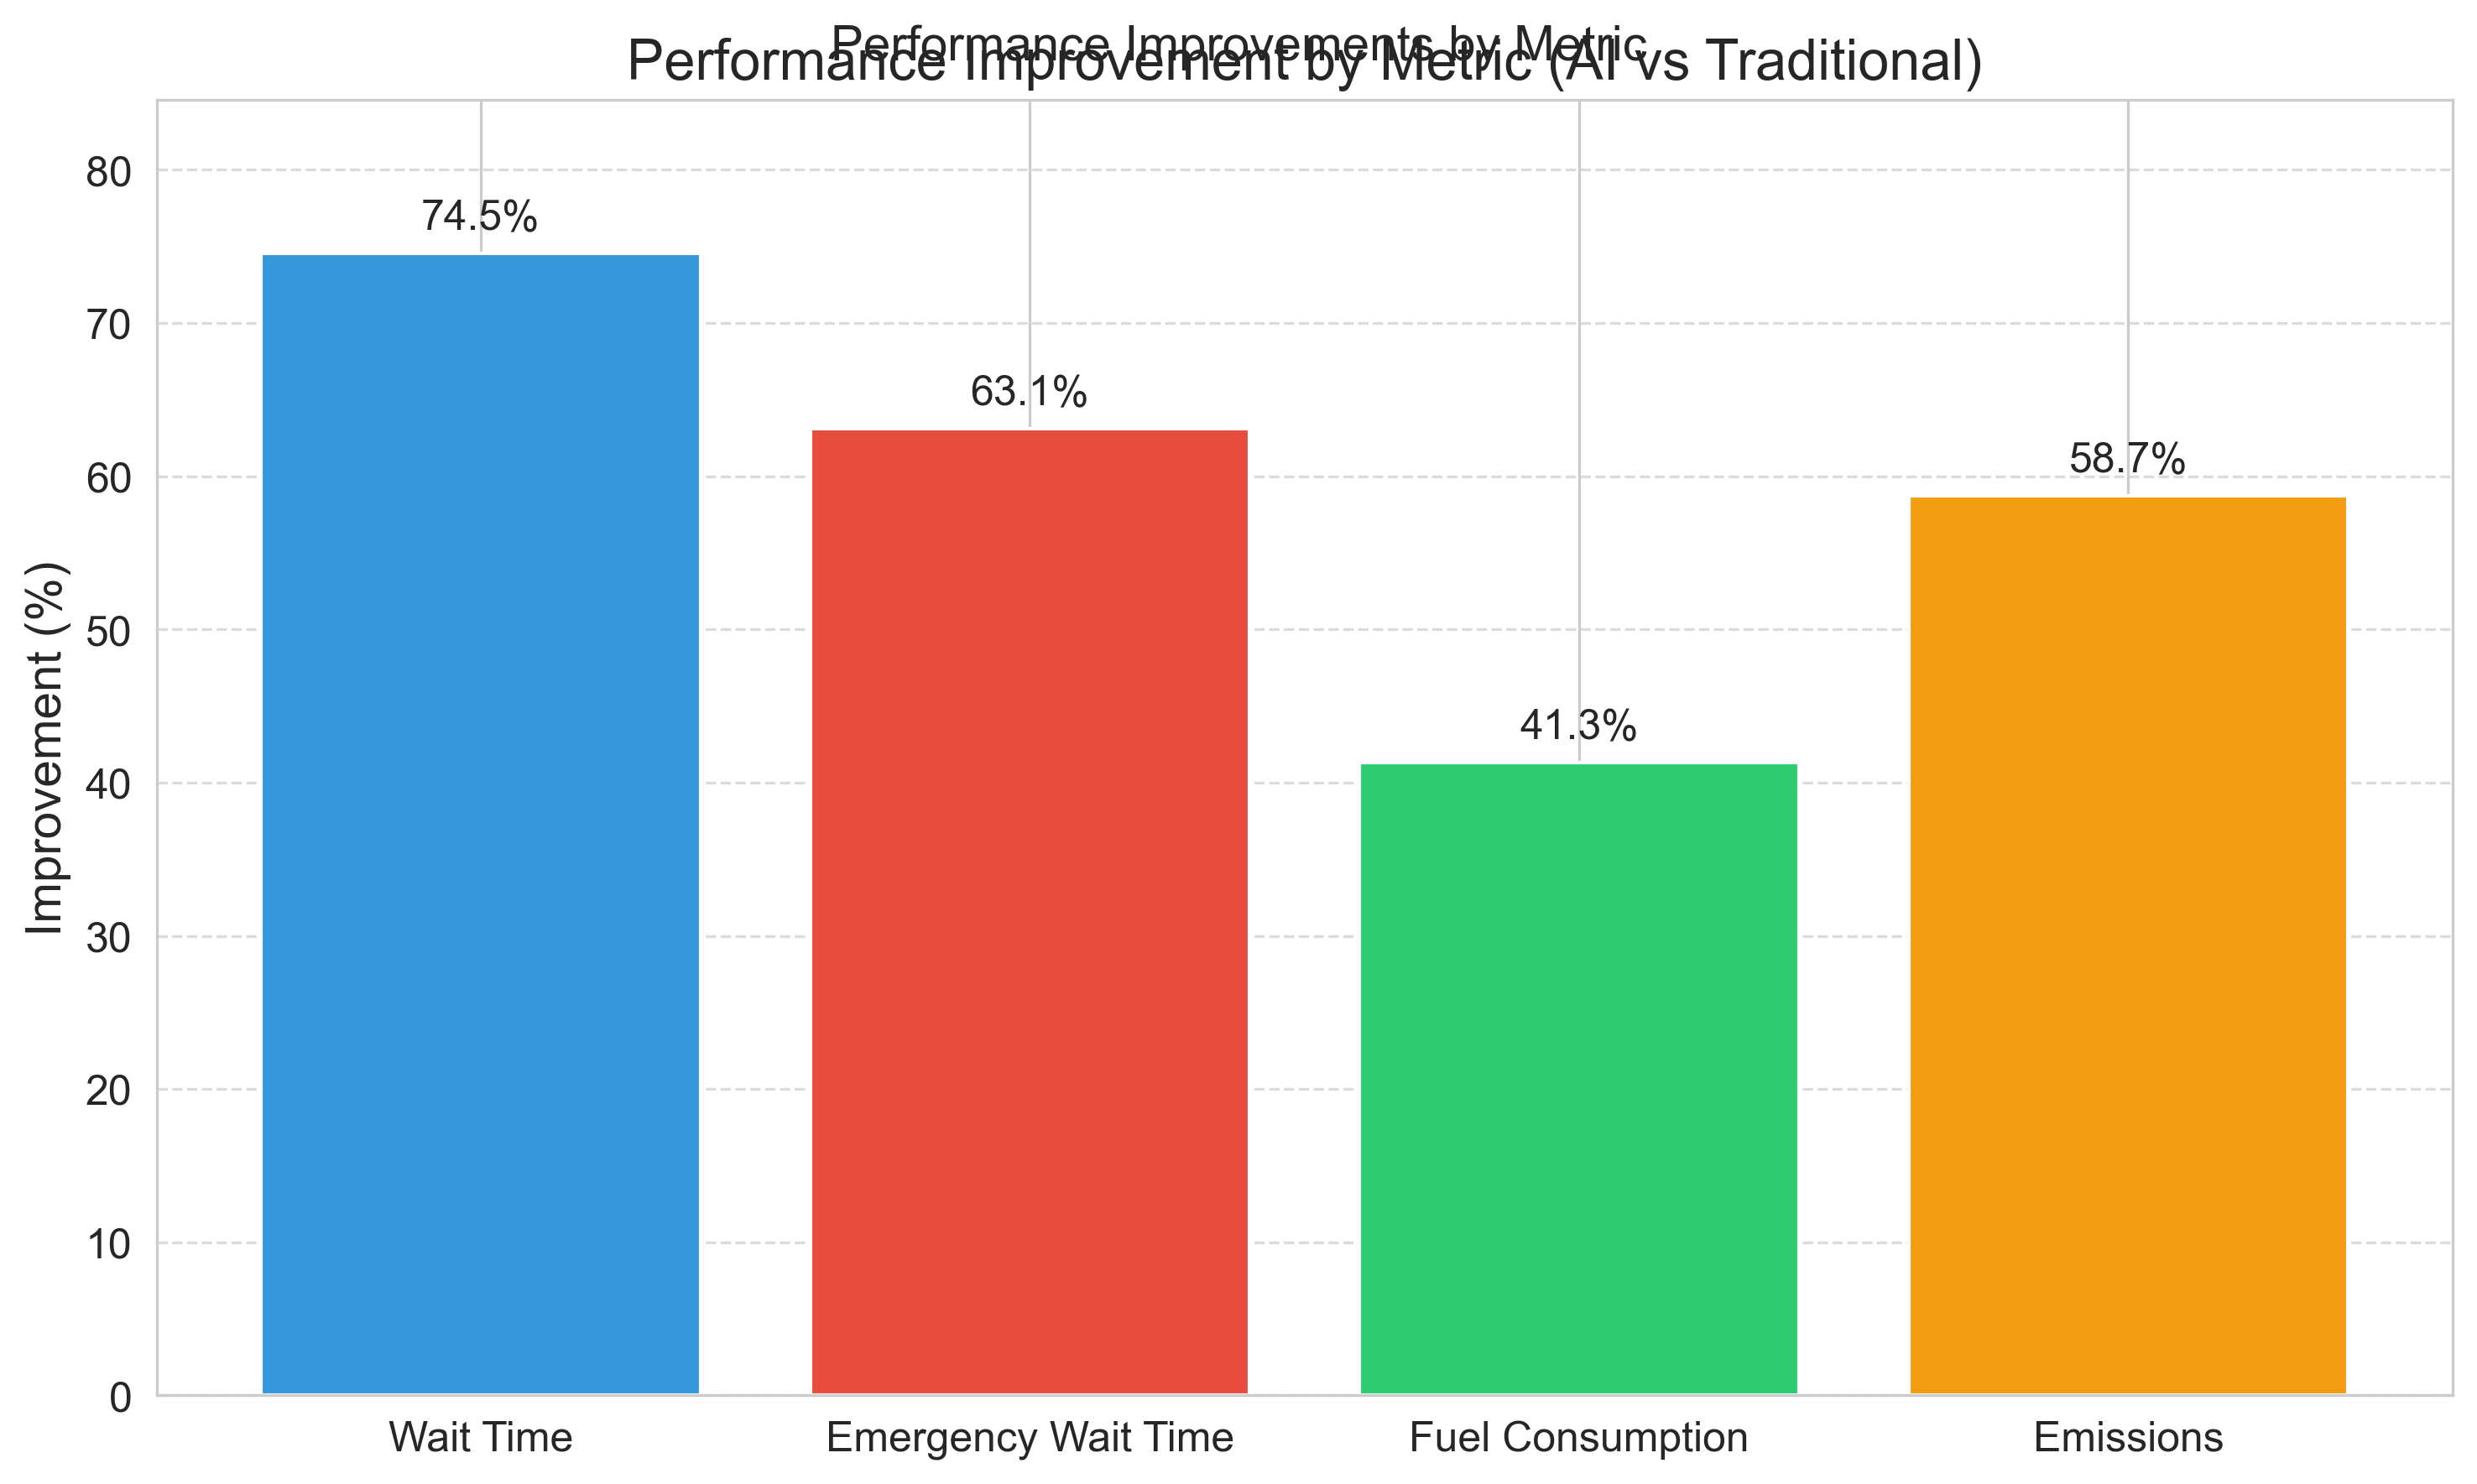 Performance Improvements by Metric
Performance Improvement by Metric (AI vs Traditional)
80
70
60
50
40
30
20
10
0
Improvement (%)
74.5%
63.1%
41.3%
58.7%
Wait Time
Emergency Wait Time
Fuel Consumption
Emissions